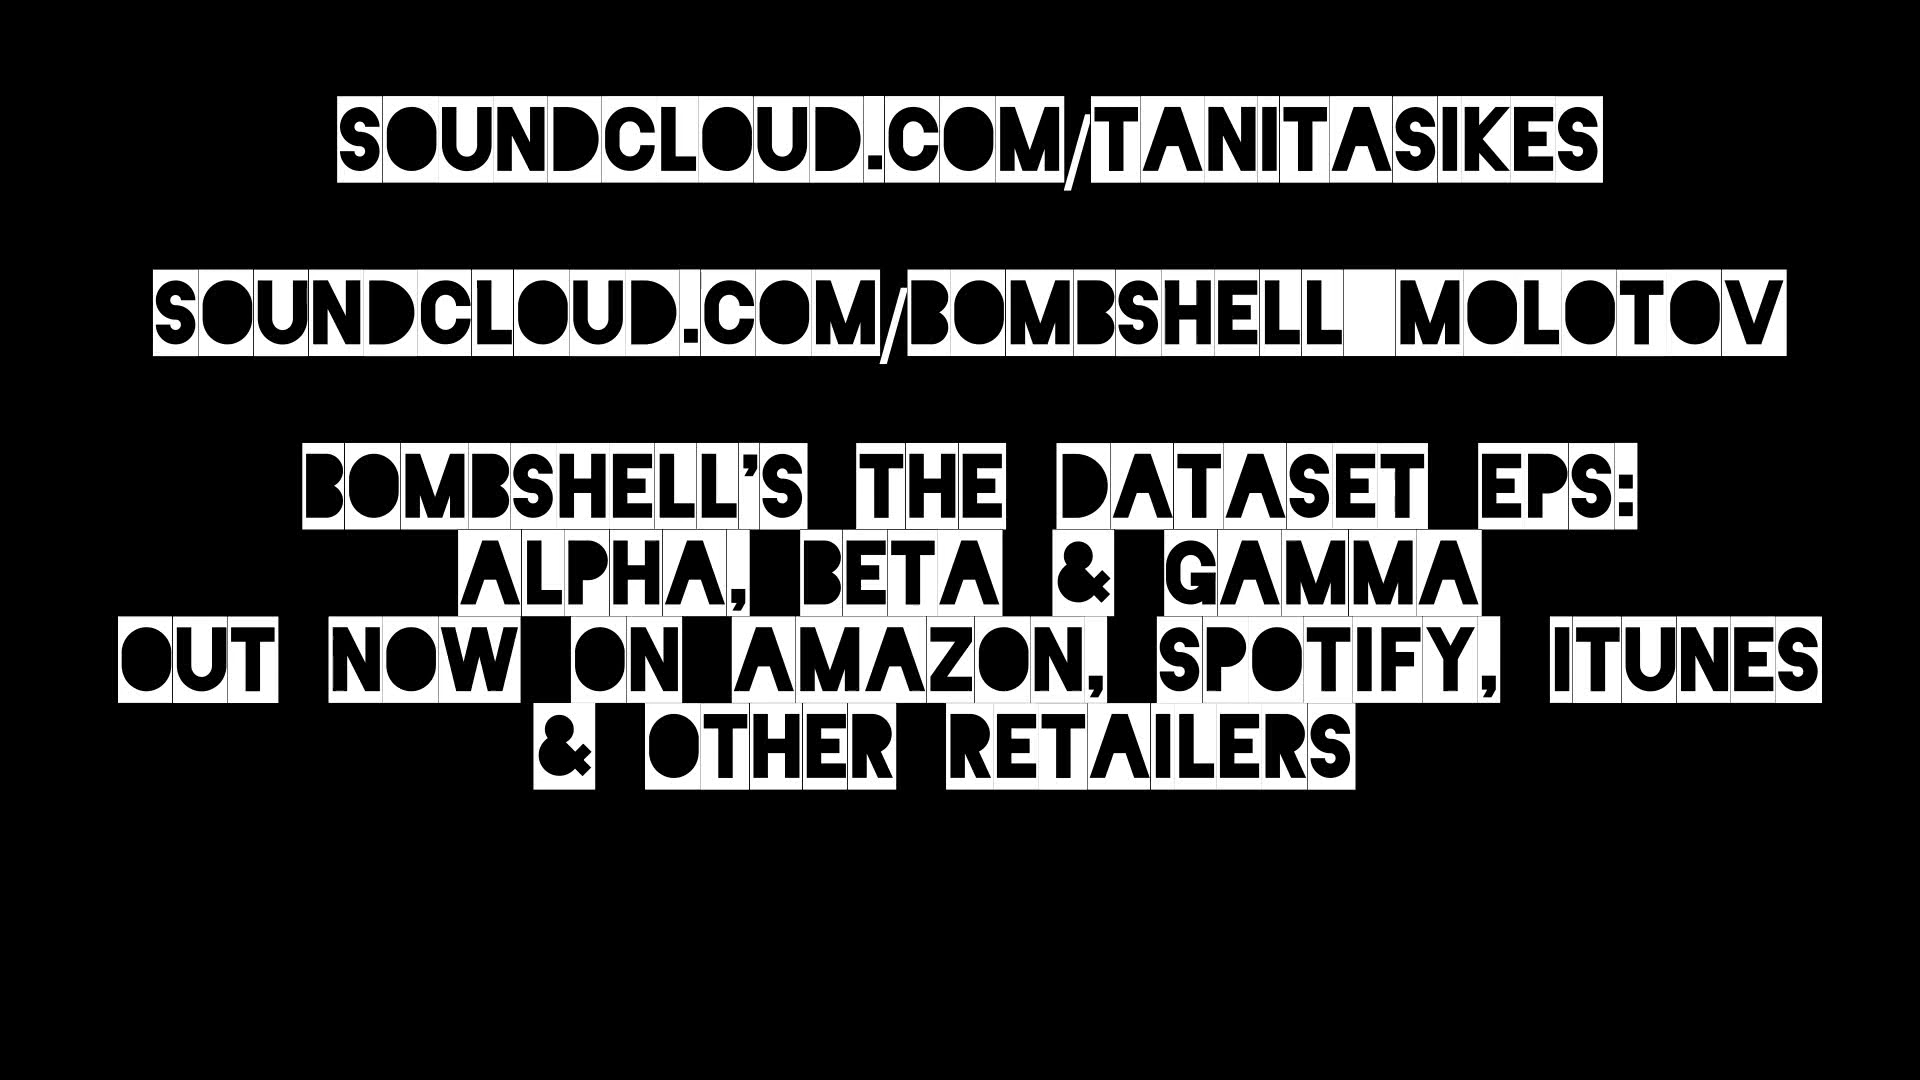 SOUNDCLOUD.COM/TANITASIKES
SOUNDCLOUD.COM/BOMBSHELL MOLOTOV
BOMBSHELL'S THE DATASET EPS:
ALPHA, BETA & GAMMA
OUT NOW ON AMAZON, SPOTIFY, ITUNES
& OTHER RETAILERS